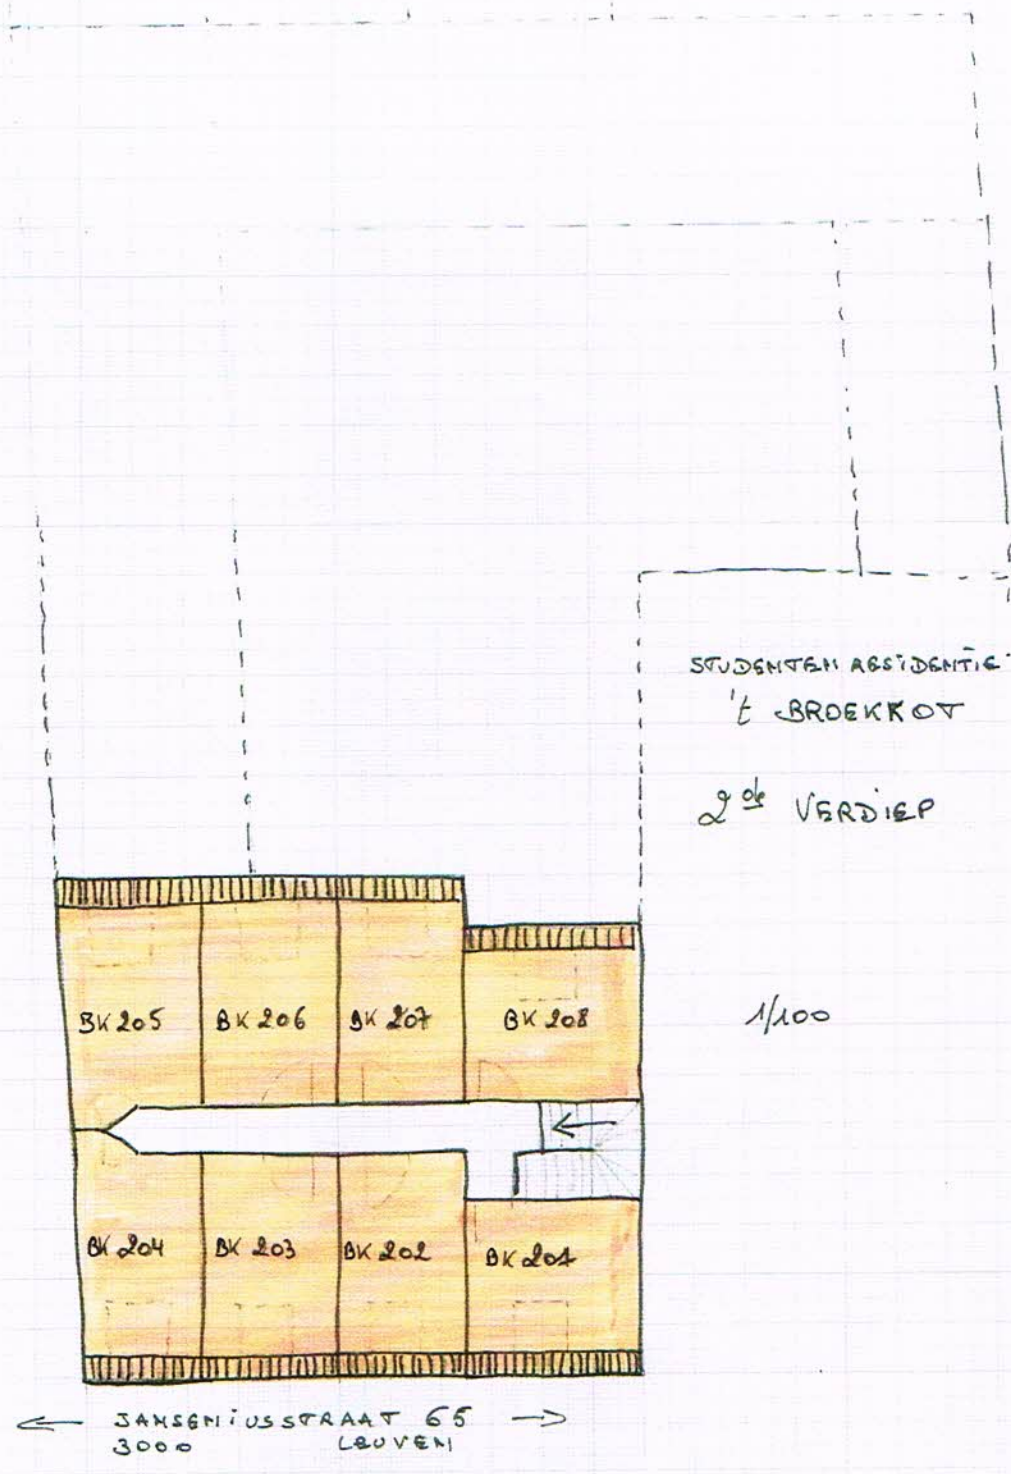 STUDENTEN RESIDENTIE
't BROEKKOT
2de VERDIEP
1/100
BK 205
BK 206
BK 207
BK 208
BK 204
BK 203
BK 202
BK 201
JANSENIUSSTRAAT 65
3000 LEUVEN